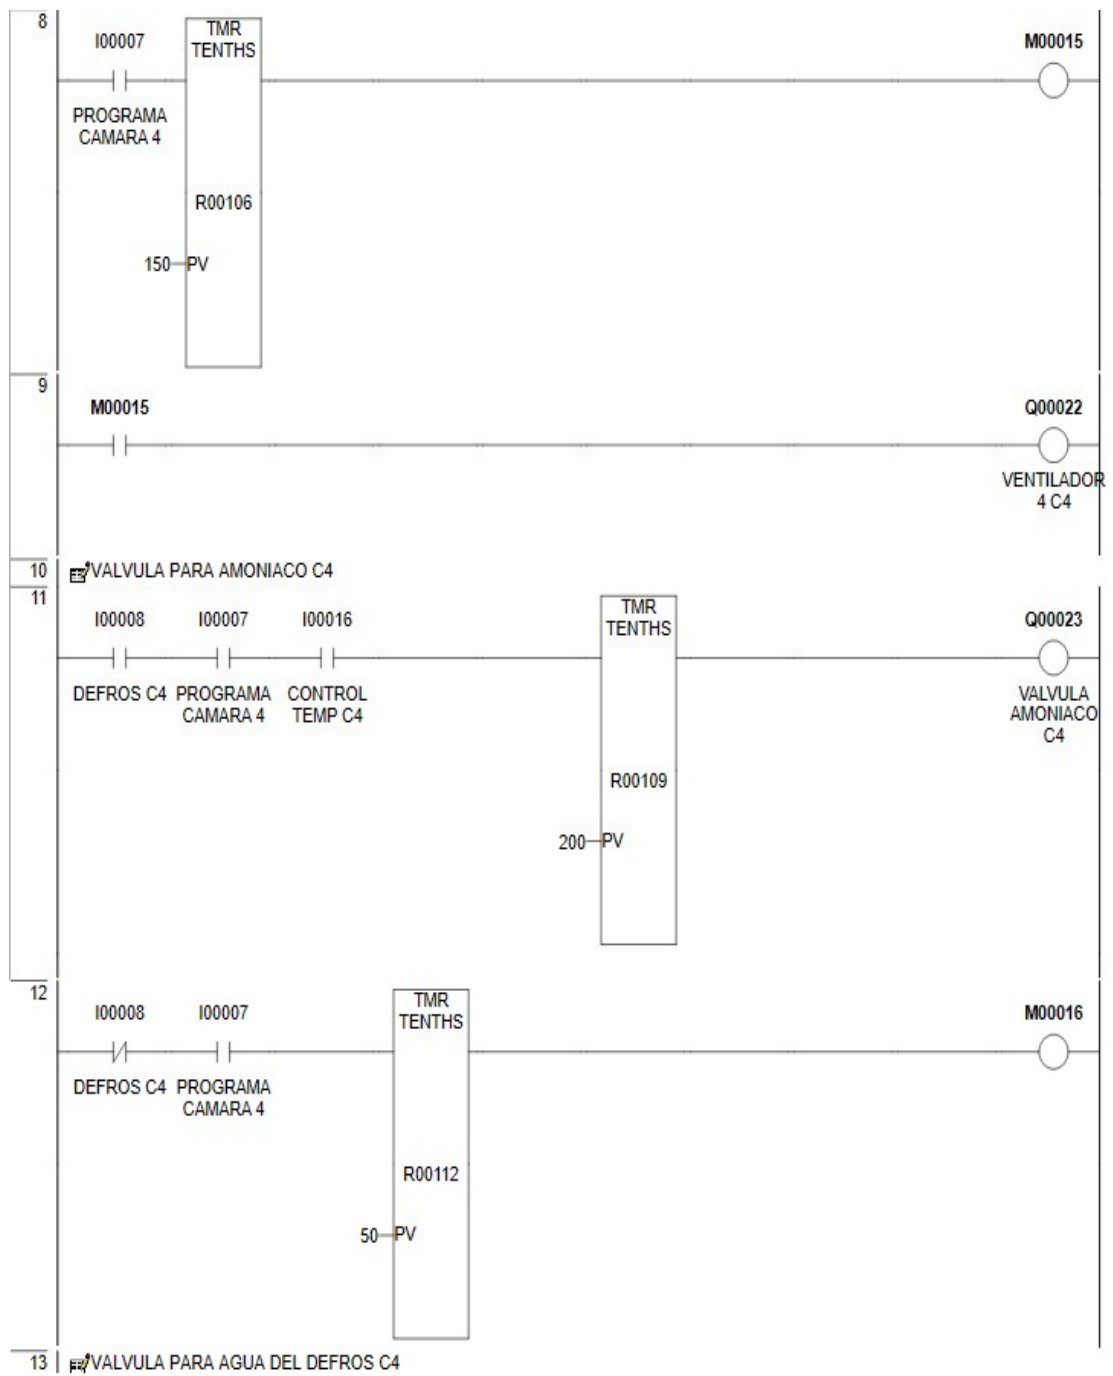 8
I00007
TMR
TENTHS
M00015
PROGRAMA
CAMARA 4
R00106
150
PV
9
M00015
Q00022
VENTILADOR
4 C4
10
VALVULA PARA AMONIACO C4
11
I00008
I00007
I00016
TMR
TENTHS
Q00023
DEFROS C4
PROGRAMA
CAMARA 4
CONTROL
TEMP C4
VALVULA
AMONIACO
C4
R00109
200
PV
12
I00008
I00007
TMR
TENTHS
M00016
DEFROS C4
PROGRAMA
CAMARA 4
R00112
50
PV
13
VALVULA PARA AGUA DEL DEFROS C4